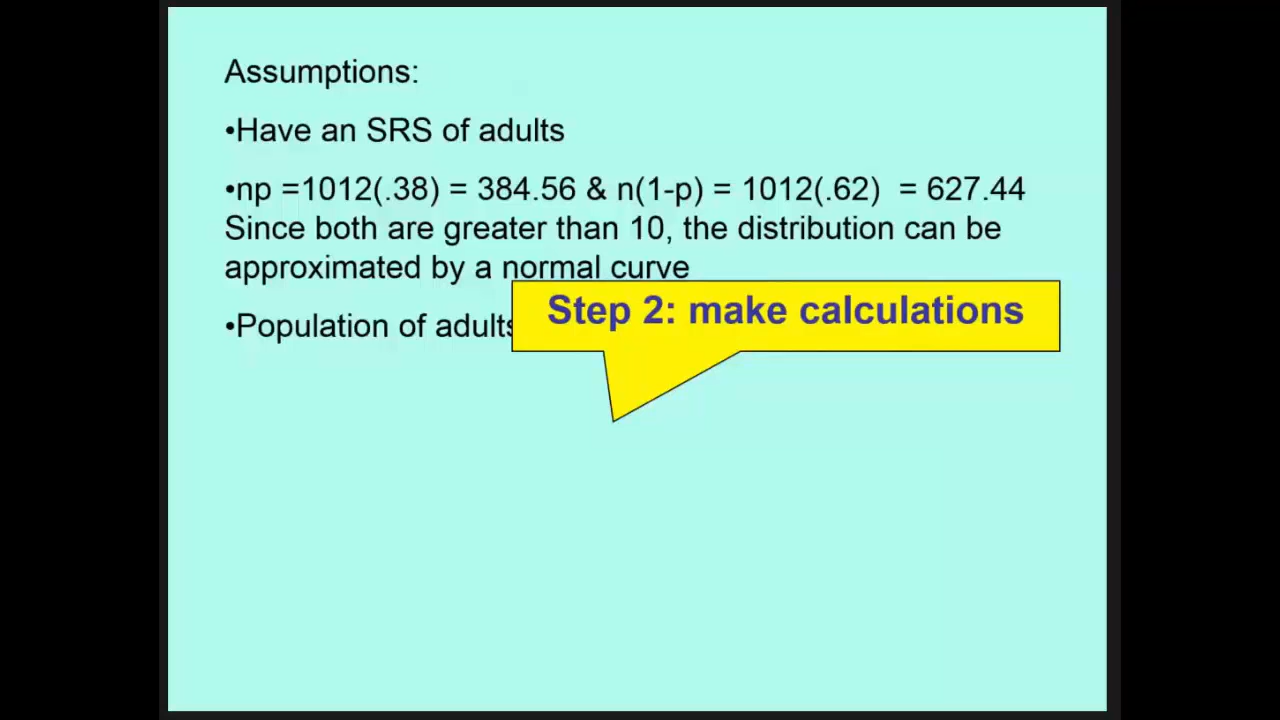 Assumptions:
•Have an SRS of adults
•np =1012(.38) = 384.56 & n(1-p) = 1012(.62)  = 627.44
Since both are greater than 10, the distribution can be
approximated by a normal curve
Step 2: make calculations
•Population of adults